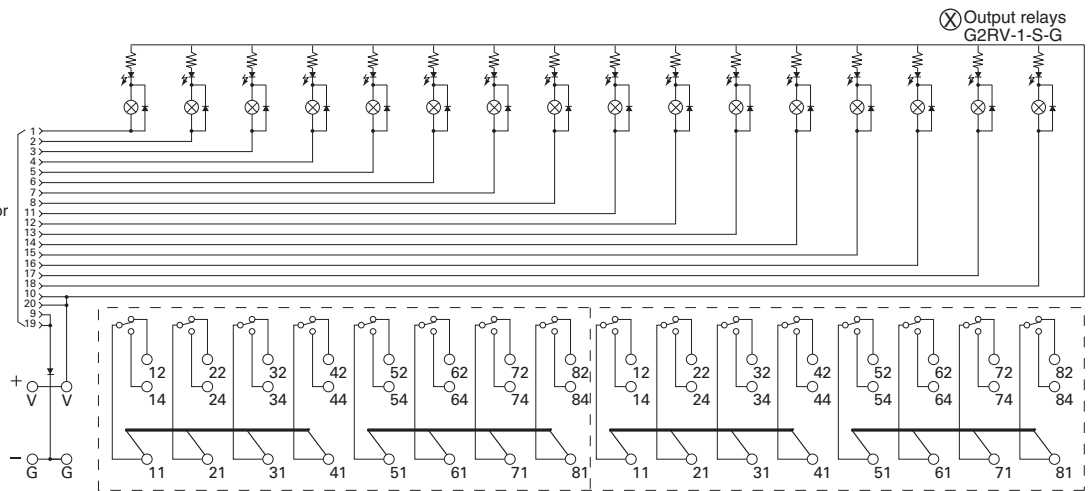 Output relays
G2RV-1-S-G
1
2
3
4
5
6
7
8
or
11
12
13
14
15
16
17
18
10
20
9
19
12 22 32 42 52 62 72 82 12 22 32 42 52 62 72 82
+
V V
14 24 34 44 54 64 74 84 14 24 34 44 54 64 74 84
−
G G
11 21 31 41 51 61 71 81 11 21 31 41 51 61 71 81